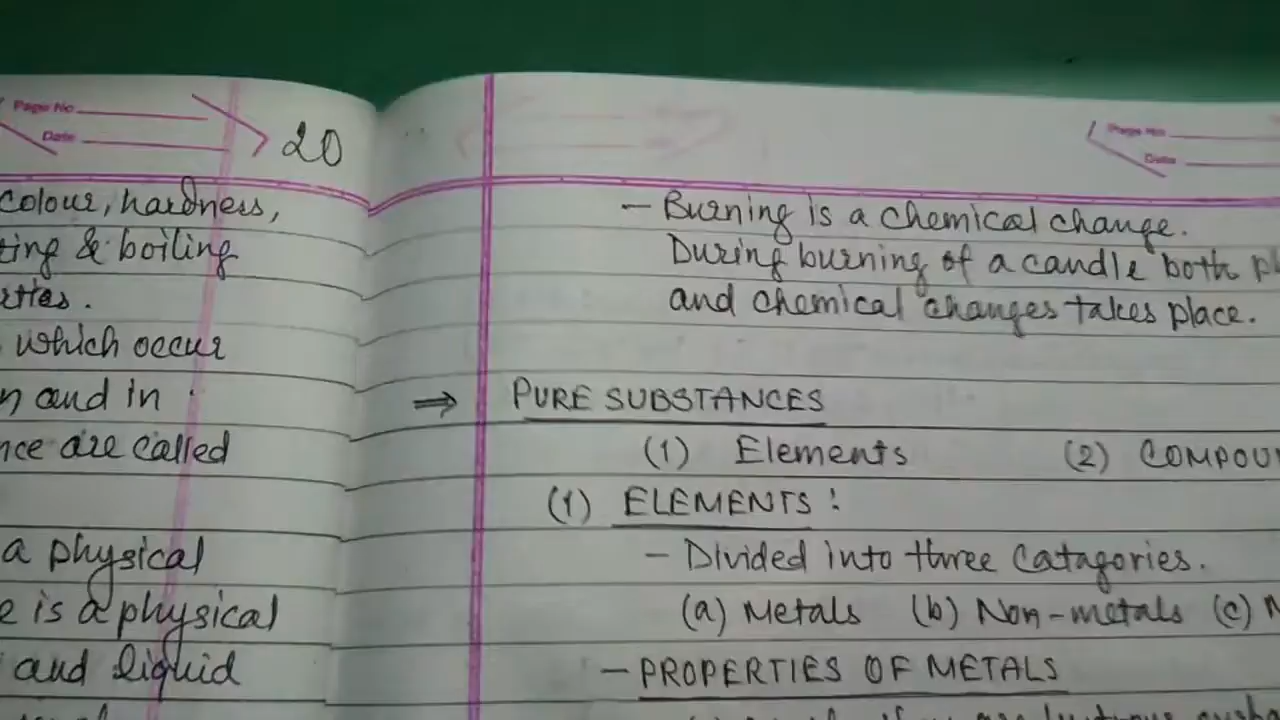 Page No
Date
20
colour, hardness,
ting & boiling
erties.
which occur
n and in
nce are called
a physical
e is a physical
and liquid
Page No.
Date
- Burning is a chemical change.
During burning of a candle both ph
and chemical changes takes place.
⇒ PURE SUBSTANCES
(1) Elements (2) COMPOU
(1) ELEMENTS:
- Divided into three Catagories.
(a) Metals (b) Non-metals (c)
- PROPERTIES OF METALS